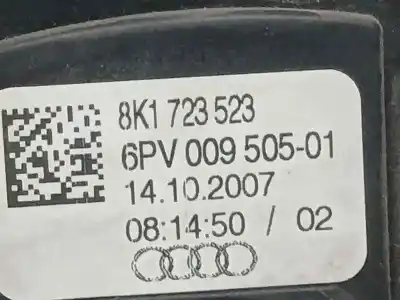 8K1 723 523
6PV 009 505-01
14.10.2007
08:14:50 / 02